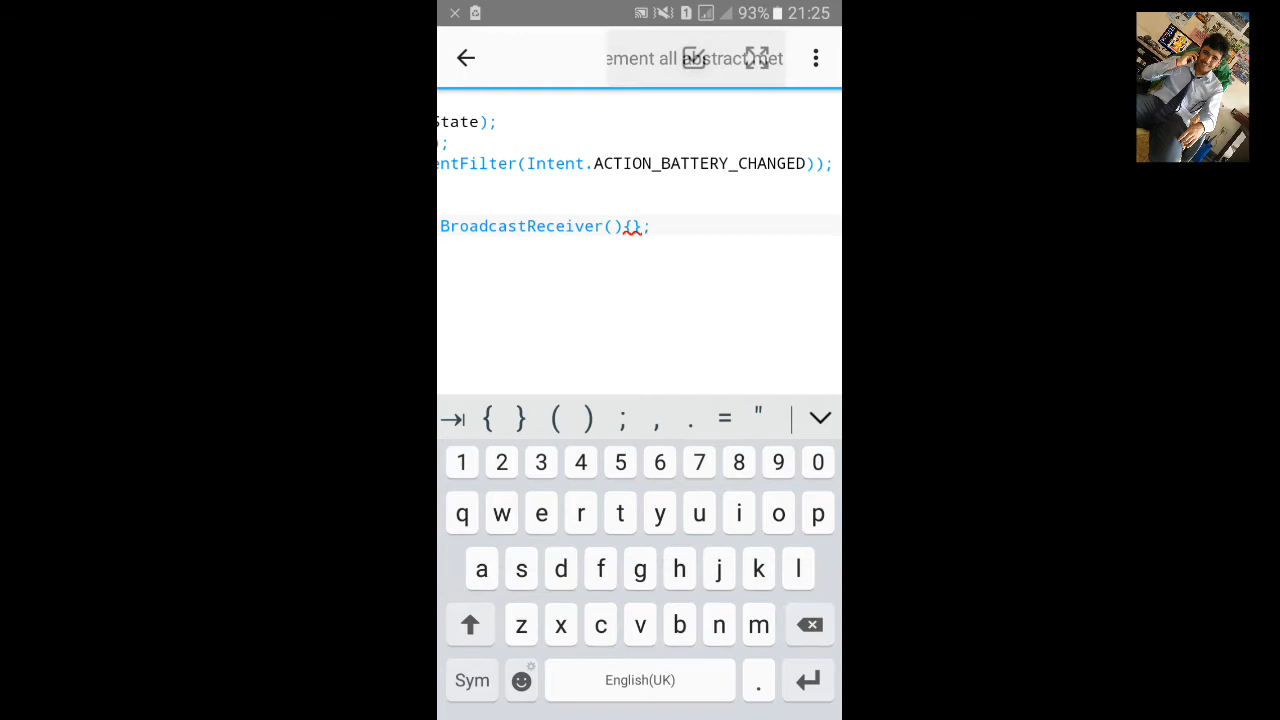 93% 21:25
ement all abstract met
State);
);
entFilter(Intent.ACTION_BATTERY_CHANGED));
BroadcastReceiver(){};
{ } ( ) ; , . = "
1 2 3 4 5 6 7 8 9 0
q w e r t y u i o p
a s d f g h j k l
z x c v b n m
Sym English(UK) .